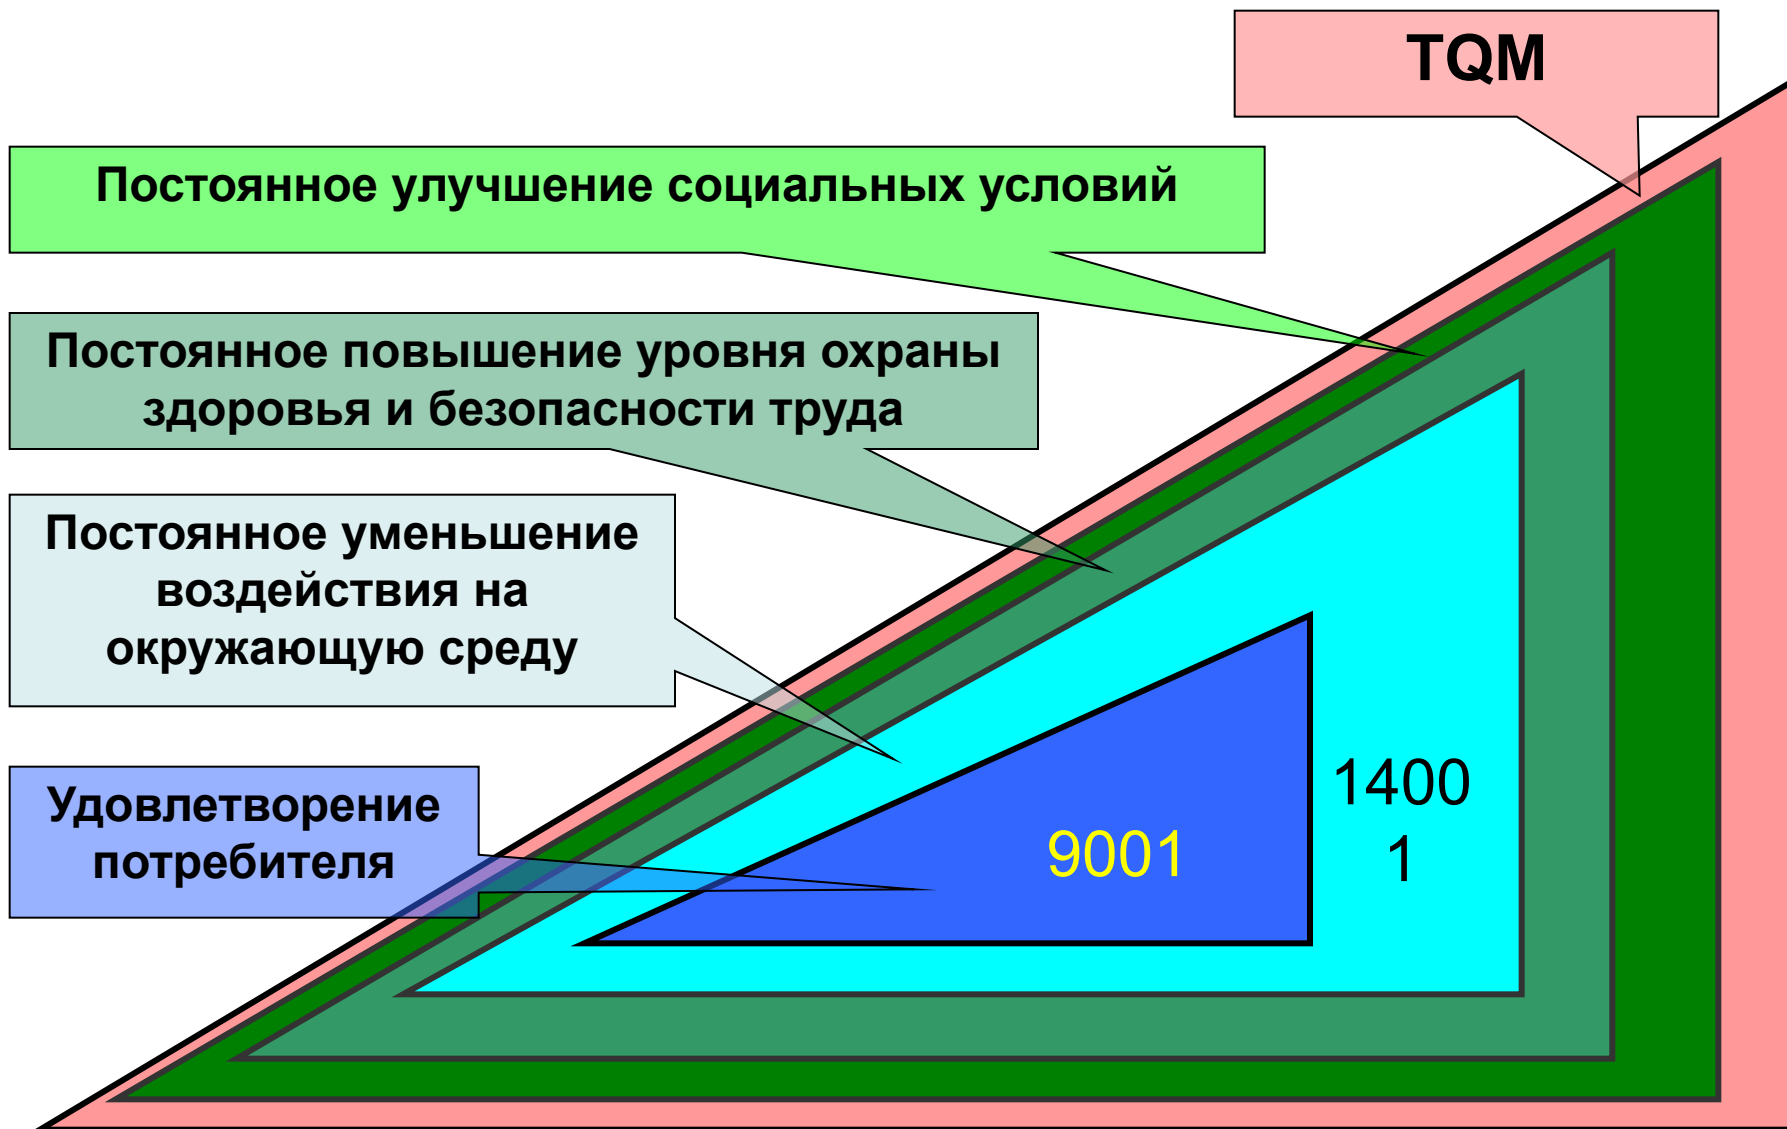 TQM
Постоянное улучшение социальных условий
Постоянное повышение уровня охраны
здоровья и безопасности труда
Постоянное уменьшение
воздействия на
окружающую среду
Удовлетворение
потребителя
9001
1400
1